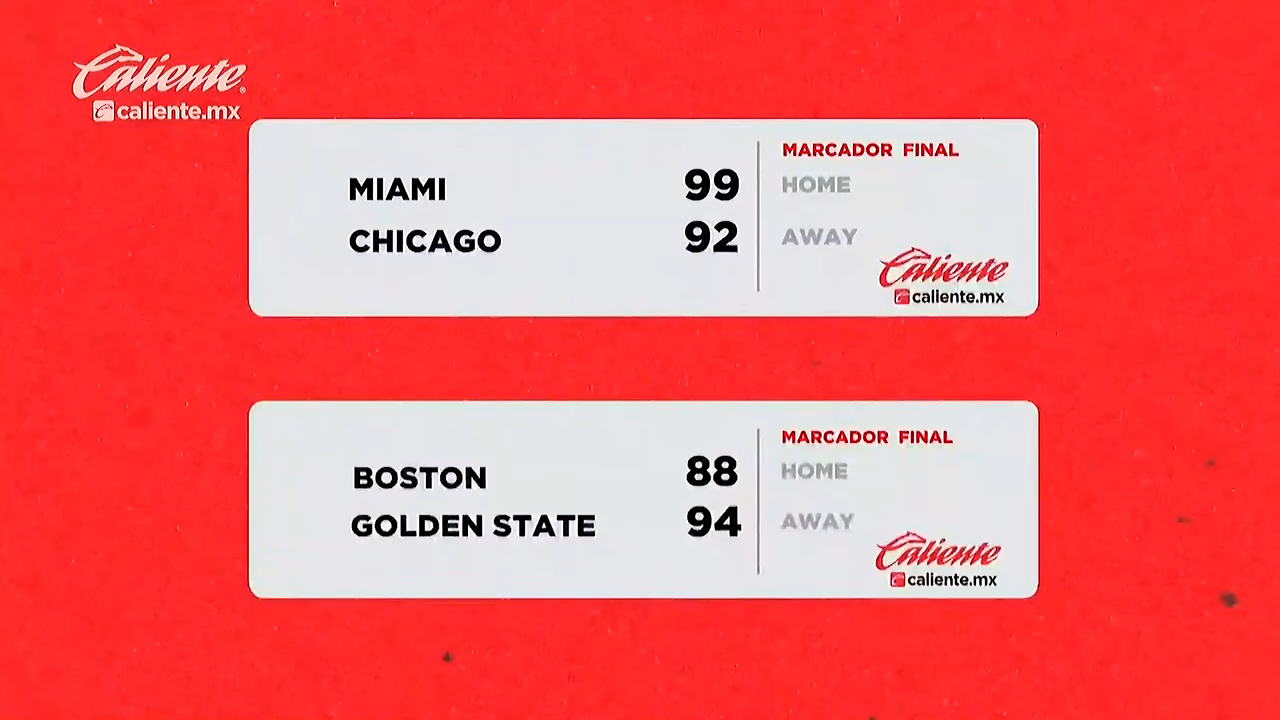 Caliente
caliente.mx
MARCADOR FINAL
MIAMI 99 HOME
CHICAGO 92 AWAY
Caliente
caliente.mx
MARCADOR FINAL
BOSTON 88 HOME
GOLDEN STATE 94 AWAY
Caliente
caliente.mx